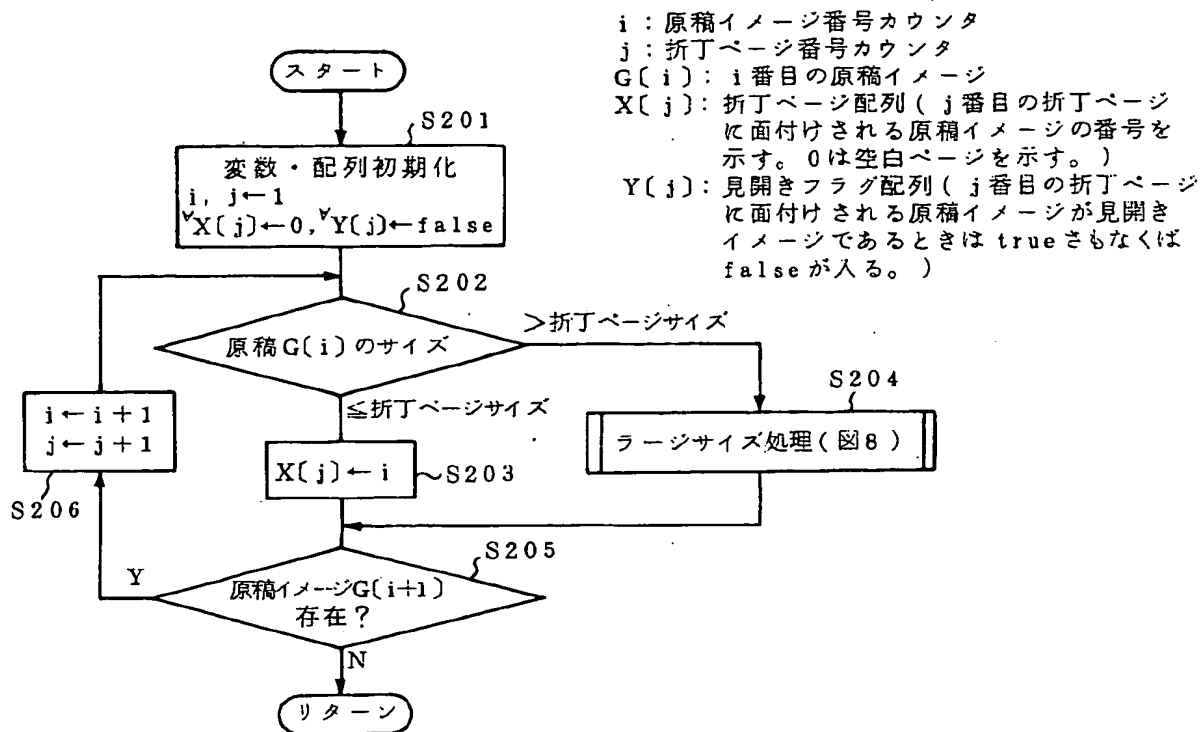 i：原稿イメージ番号カウンタ
j：折丁ページ番号カウンタ
G(i)：i番目の原稿イメージ
X(j)：折丁ページ配列(j番目の折丁ページ
に面付けされる原稿イメージの番号を
示す。0は空白ページを示す。)
Y(j)：見開きフラグ配列(j番目の折丁ページ
に面付けされる原稿イメージが見開き
イメージであるときはtrueさもなくば
falseが入る。)
スタート
S201
変数・配列初期化
i, j←1
∀X(j)←0, ∀Y(j)←false
S202
原稿G(i)のサイズ
＞折丁ページサイズ
≦折丁ページサイズ
S204
ラージサイズ処理(図8)
i←i+1
j←j+1
S206
X(j)←i
S203
S205
原稿イメージG(i+1)
存在？
Y
N
リターン